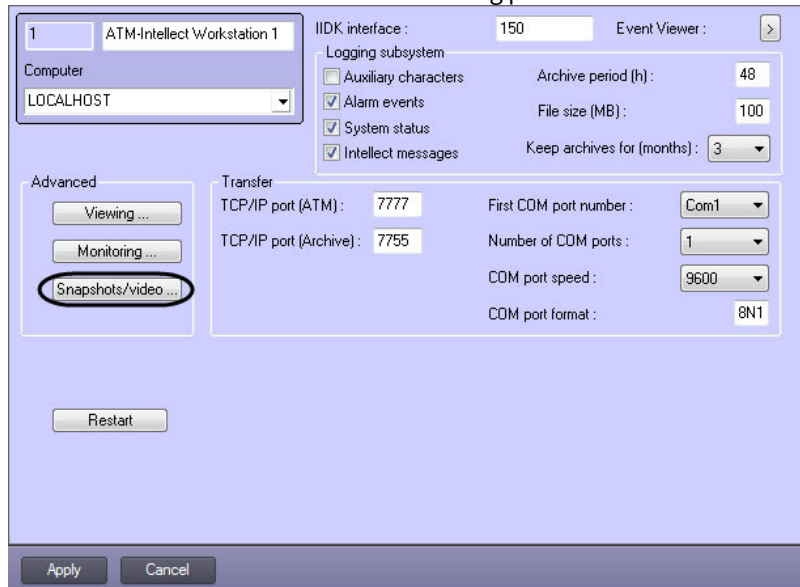 1 ATM-Intellect Workstation 1
Computer
LOCALHOST
IIDK interface : 150 Event Viewer : >
Logging subsystem
Auxiliary characters Archive period (h) : 48
Alarm events File size (MB) : 100
System status
Intellect messages Keep archives for (months) : 3
Advanced
Viewing ...
Monitoring ...
Snapshots/video ...
Transfer
TCP/IP port (ATM) : 7777 First COM port number : Com1
TCP/IP port (Archive) : 7755 Number of COM ports : 1
COM port speed : 9600
COM port format : 8N1
Restart
Apply Cancel